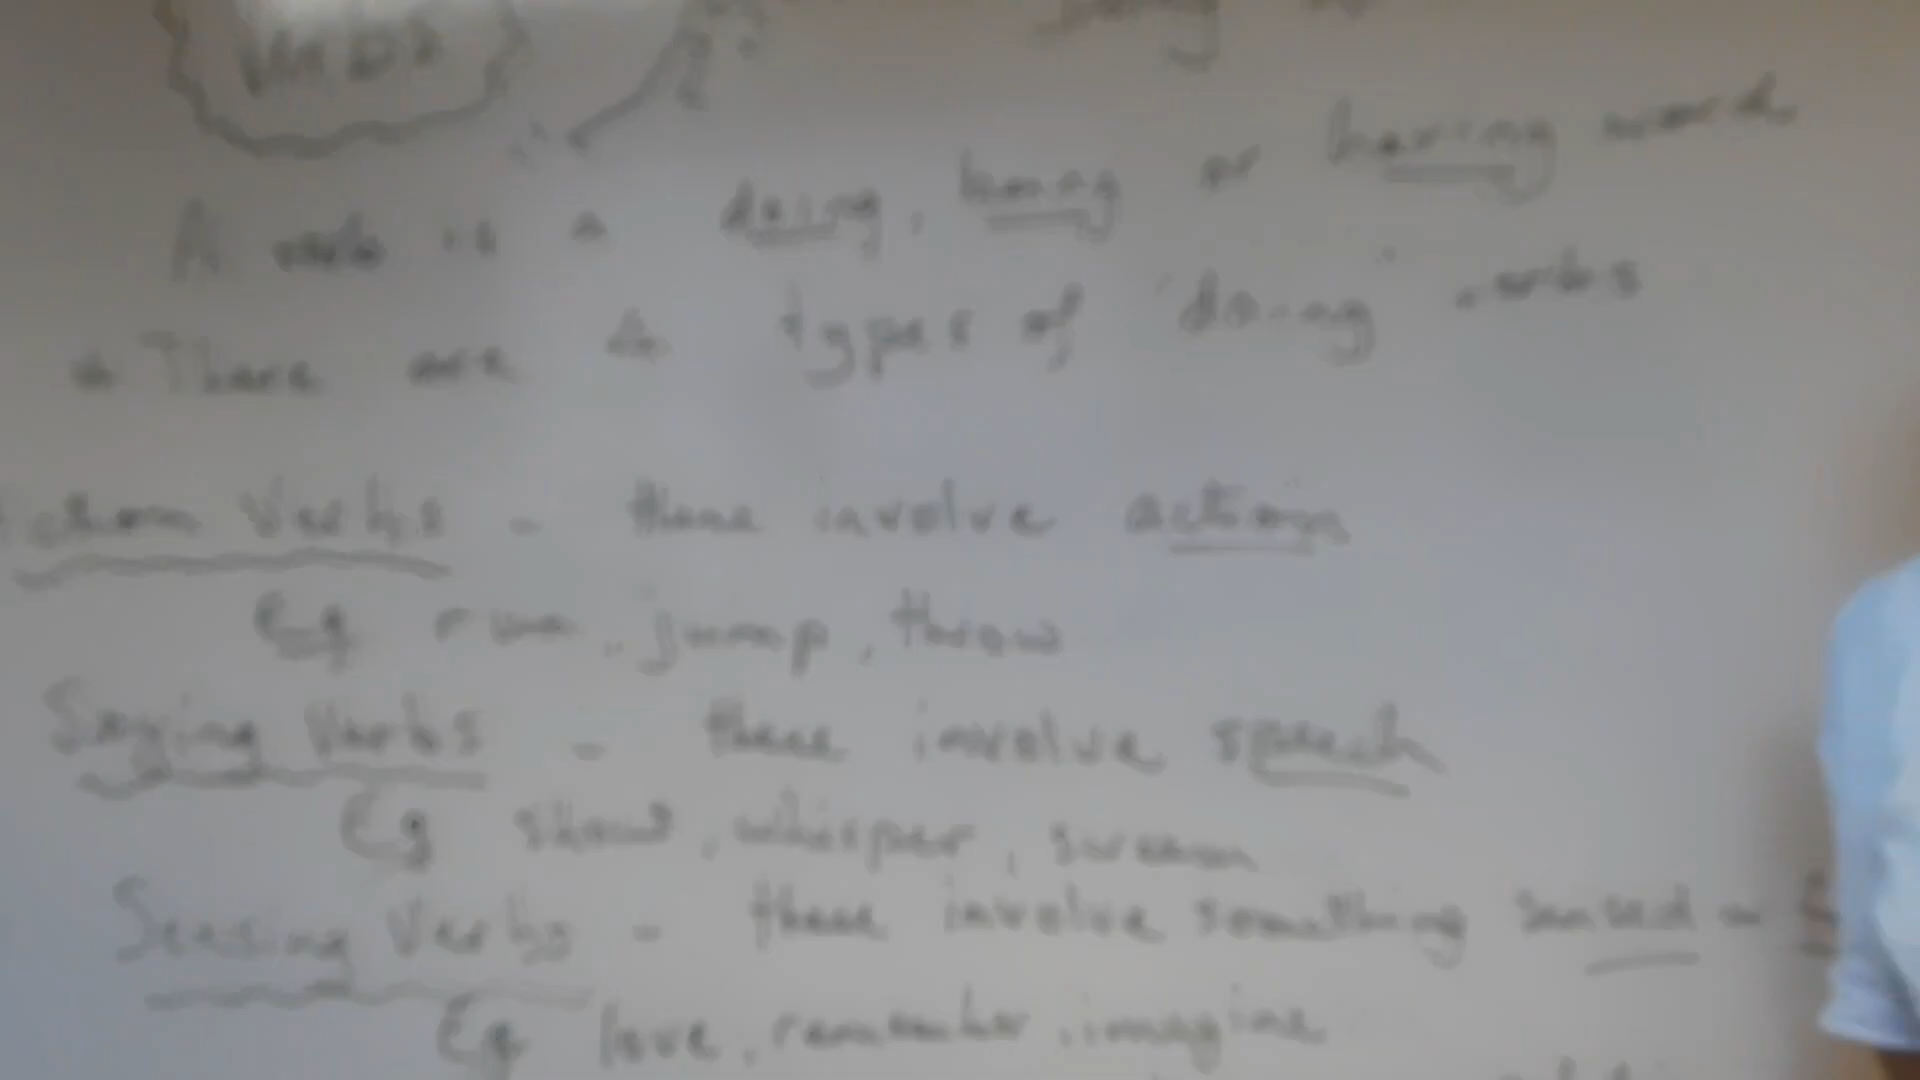 Verbs
A verb is a doing, being or having word
* There are 4 types of "doing" verbs
Action Verbs - these involve action
Eg run, jump, throw
Saying Verbs - these involve speech
Eg shout, whisper, scream
Sensing Verbs - these involve something sensed or
Eg love, remember, imagine